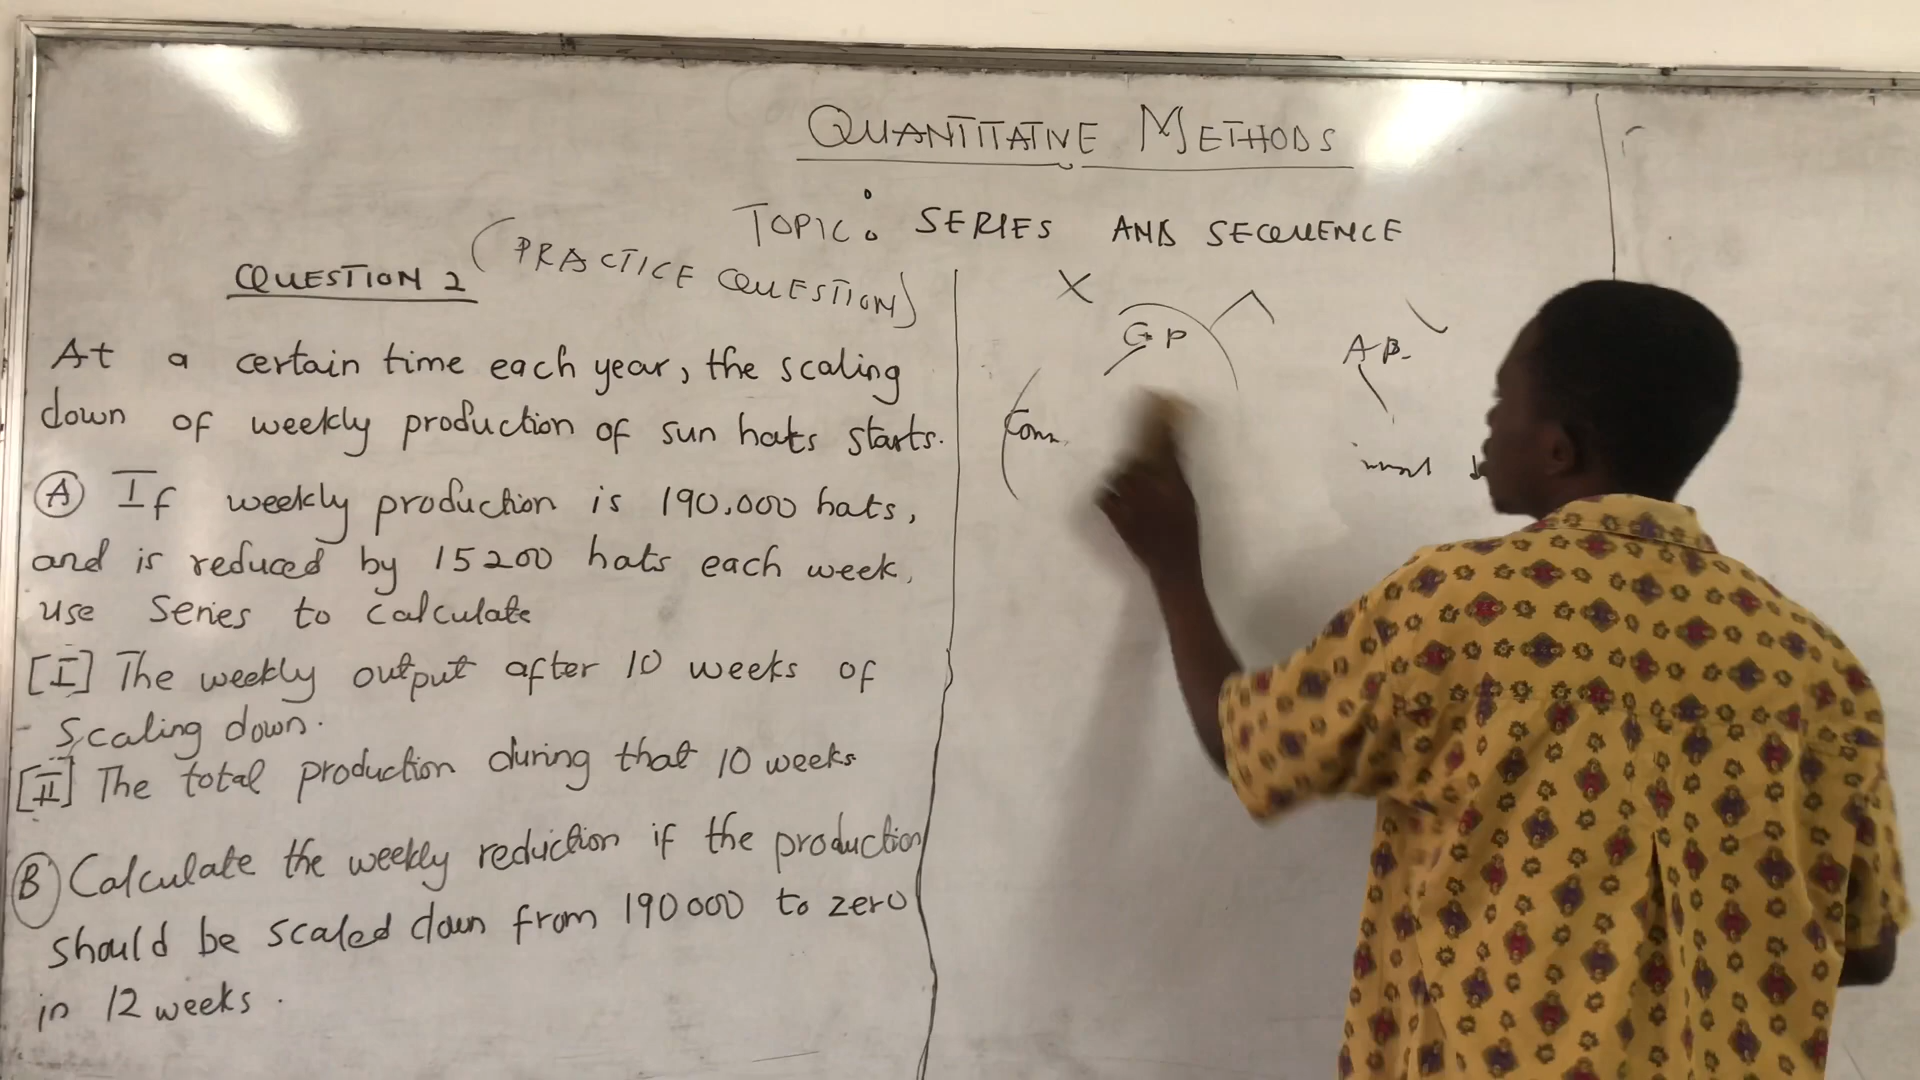 QUANTITATIVE METHODS
TOPIC: SERIES AND SEQUENCE
QUESTION 2 (PRACTICE QUESTION)
At a certain time each year, the scaling
down of weekly production of sun hats starts.
(A) If weekly production is 190,000 hats,
and is reduced by 15200 hats each week,
use series to calculate
[I] The weekly output after 10 weeks of
scaling down.
[II] The total production during that 10 weeks
(B) Calculate the weekly reduction if the production
should be scaled down from 190000 to zero
in 12 weeks.
X
GP
A.P.